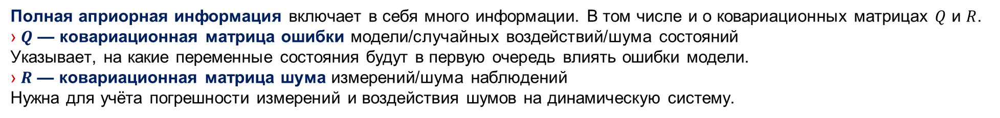 Полная априорная информация включает в себя много информации. В том числе и о ковариационных матрицах Q и R.
› Q — ковариационная матрица ошибки модели/случайных воздействий/шума состояний
Указывает, на какие переменные состояния будут в первую очередь влиять ошибки модели.
› R — ковариационная матрица шума измерений/шума наблюдений
Нужна для учёта погрешности измерений и воздействия шумов на динамическую систему.